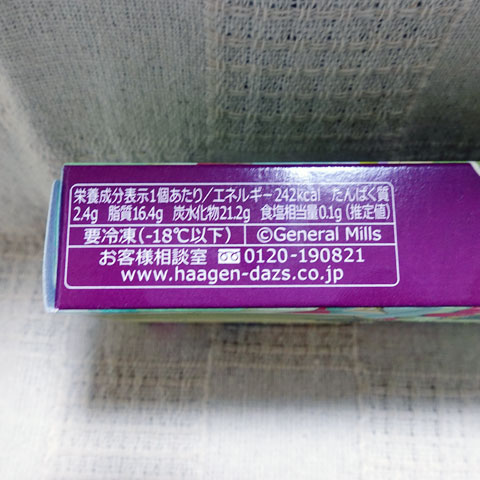 栄養成分表示1個あたり/エネルギー242kcal たんぱく質
2.4g 脂質16.4g 炭水化物21.2g 食塩相当量0.1g (推定値)
要冷凍(-18℃以下) ©General Mills
お客様相談室 0120-190821
www.haagen-dazs.co.jp